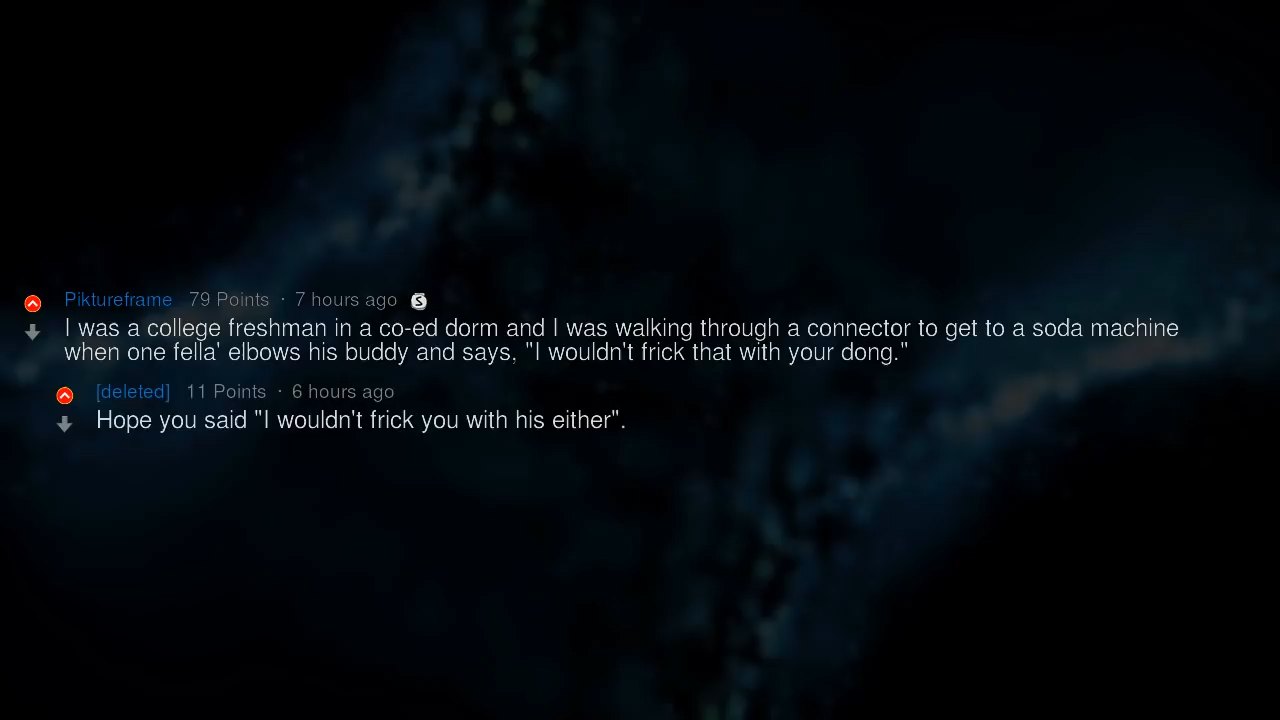 Piktureframe 79 Points · 7 hours ago S
I was a college freshman in a co-ed dorm and I was walking through a connector to get to a soda machine
when one fella' elbows his buddy and says, "I wouldn't frick that with your dong."
[deleted] 11 Points · 6 hours ago
Hope you said "I wouldn't frick you with his either".